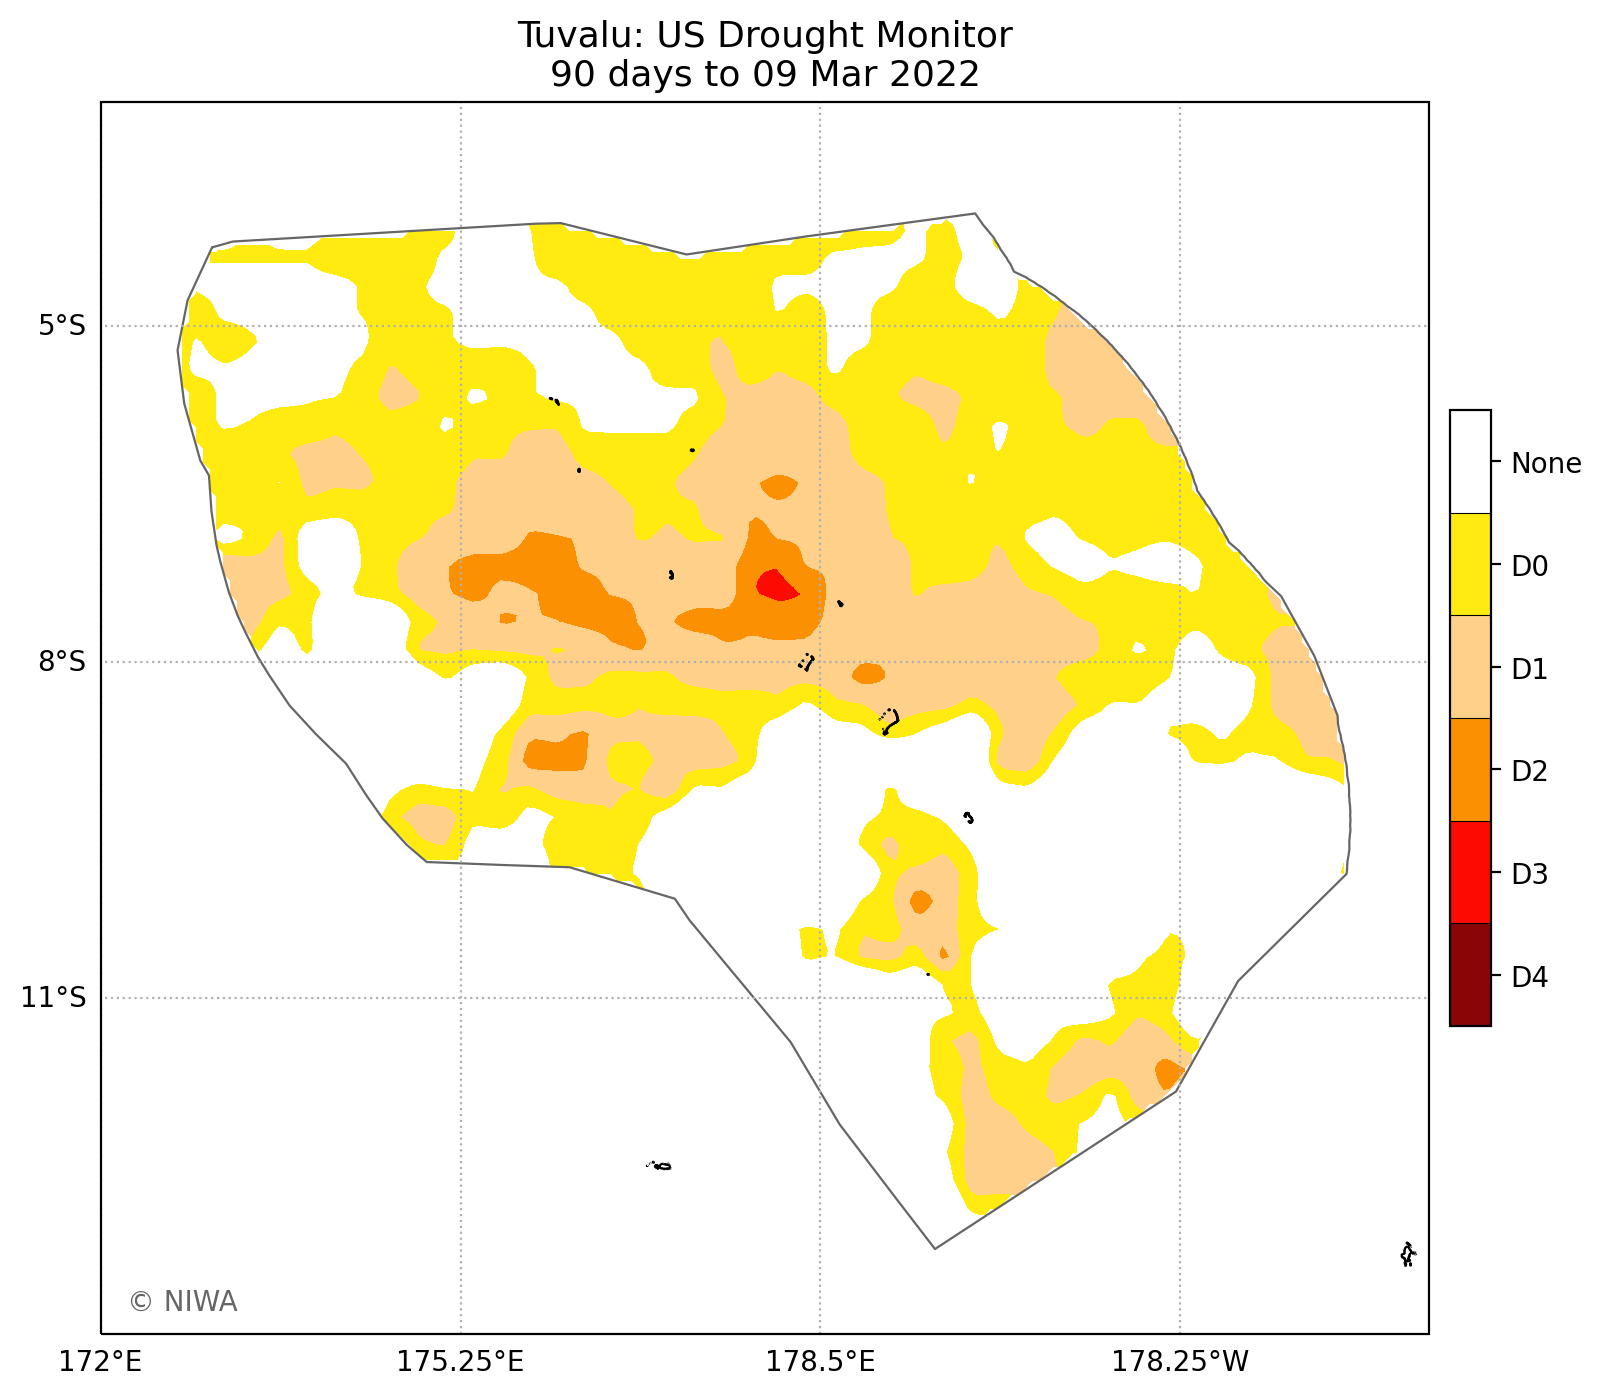 Tuvalu: US Drought Monitor
90 days to 09 Mar 2022
5°S
8°S
11°S
172°E
175.25°E
178.5°E
178.25°W
None
D0
D1
D2
D3
D4
© NIWA